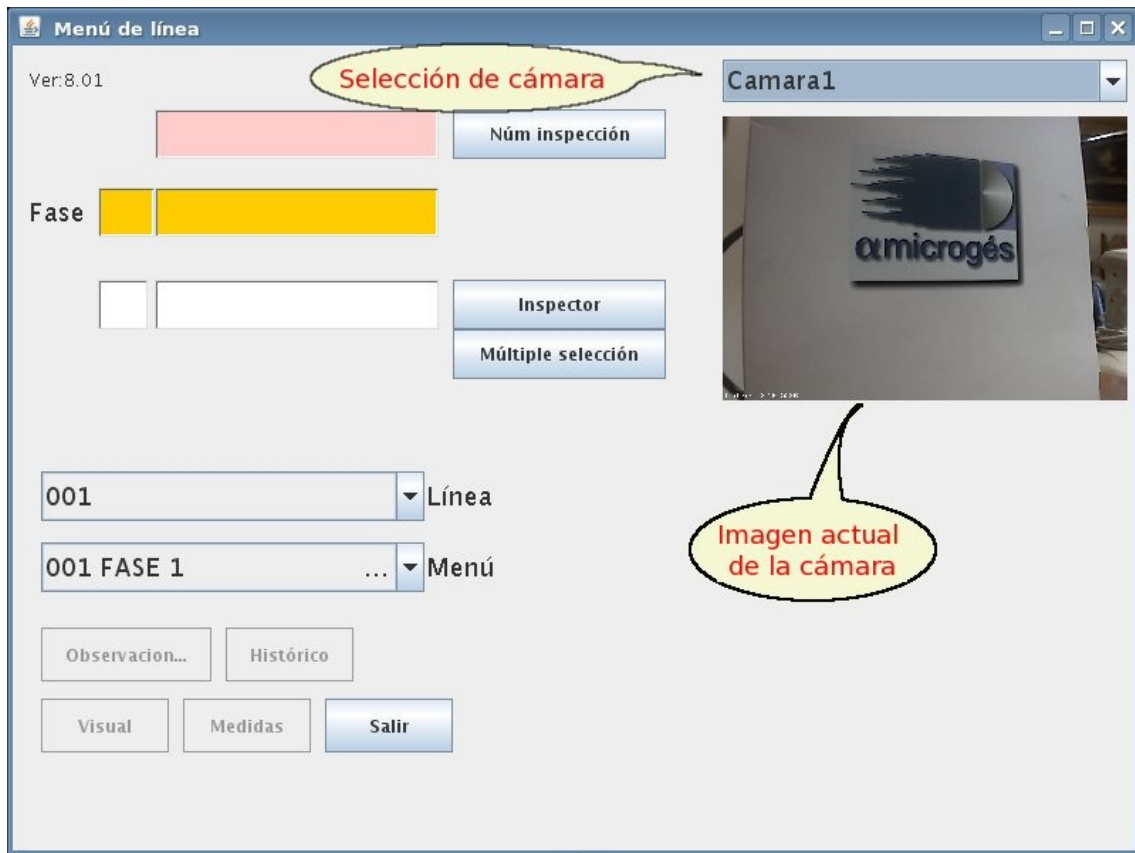 Menú de línea
Ver:8.01
Selección de cámara
Camara1
Núm inspección
Fase
αmicrogés
Inspector
Múltiple selección
001
Línea
Imagen actual
de la cámara
001 FASE 1 ...
Menú
Observacion...
Histórico
Visual
Medidas
Salir